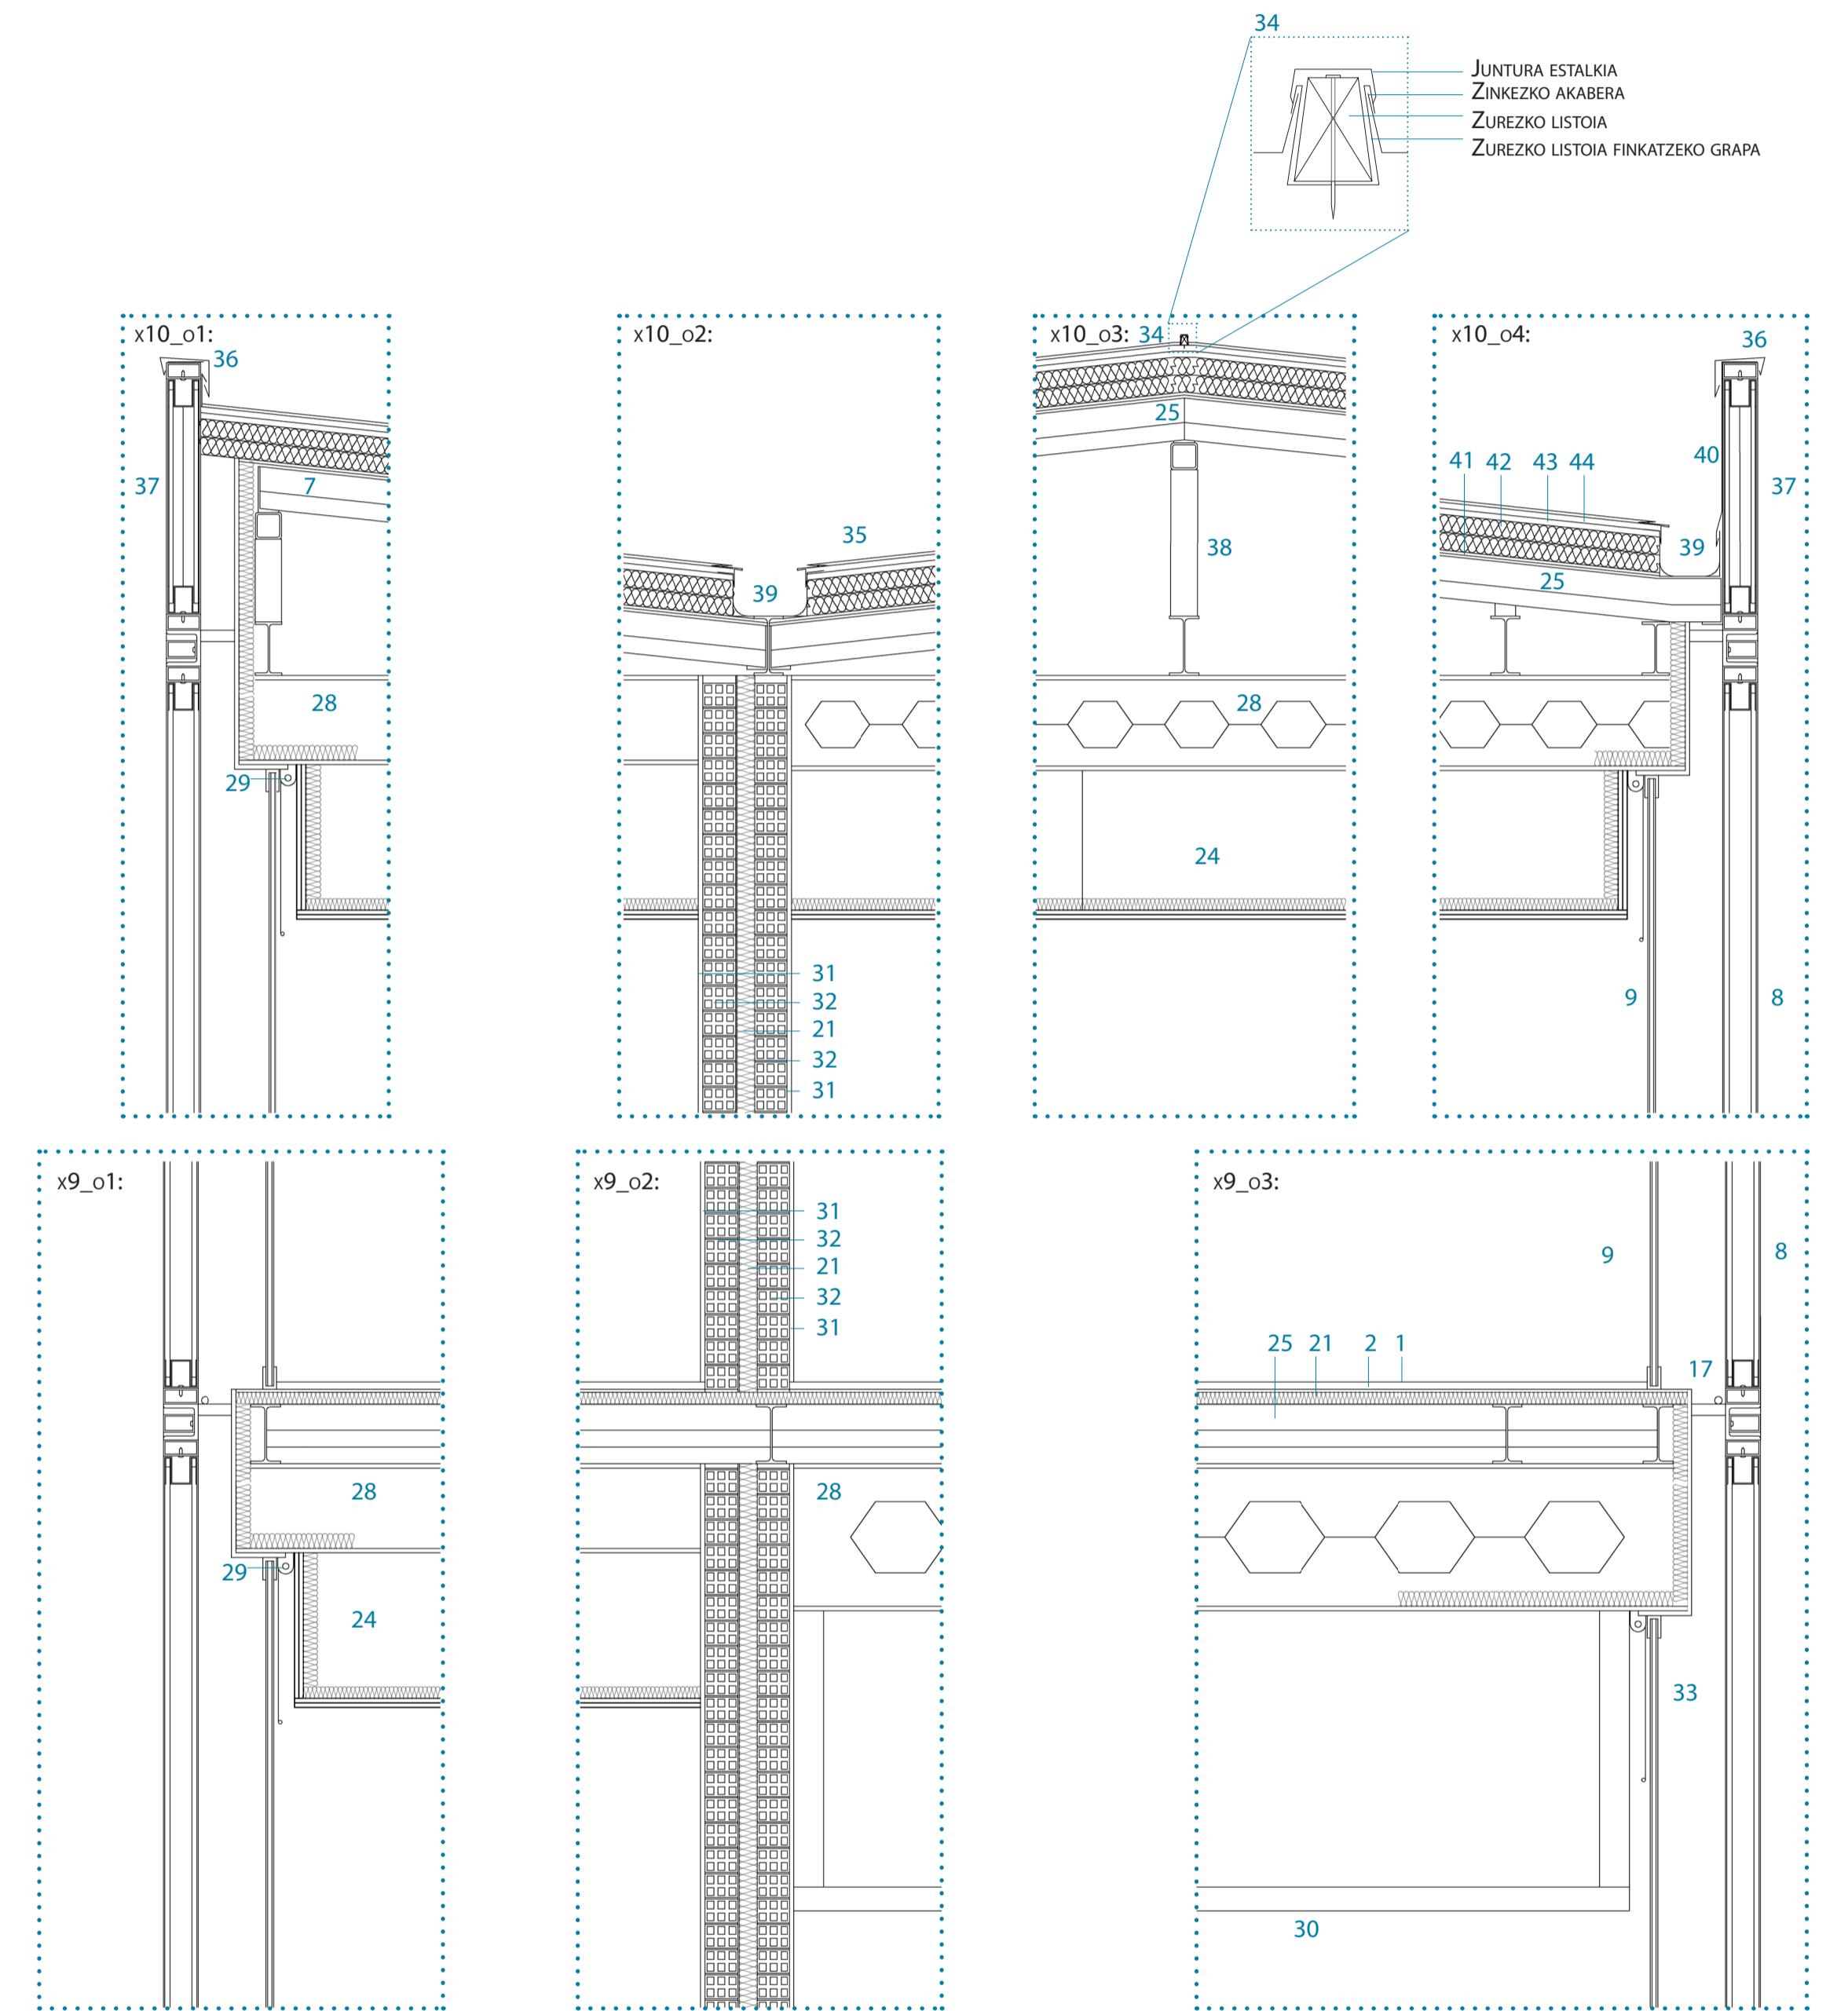 34
Juntura estalkia
Zinkezko akabera
Zurezko listoia
Zurezko listoia finkatzeko grapa
x10_o1:
36
37
7
28
29
x10_o2:
35
39
31
32
21
32
31
x10_o3: 34
25
38
28
24
x10_o4:
36
40
41 42 43 44
37
39
25
9
8
x9_o1:
28
29
24
x9_o2:
31
32
21
32
31
28
x9_o3:
9
8
25 21 2 1
17
33
30